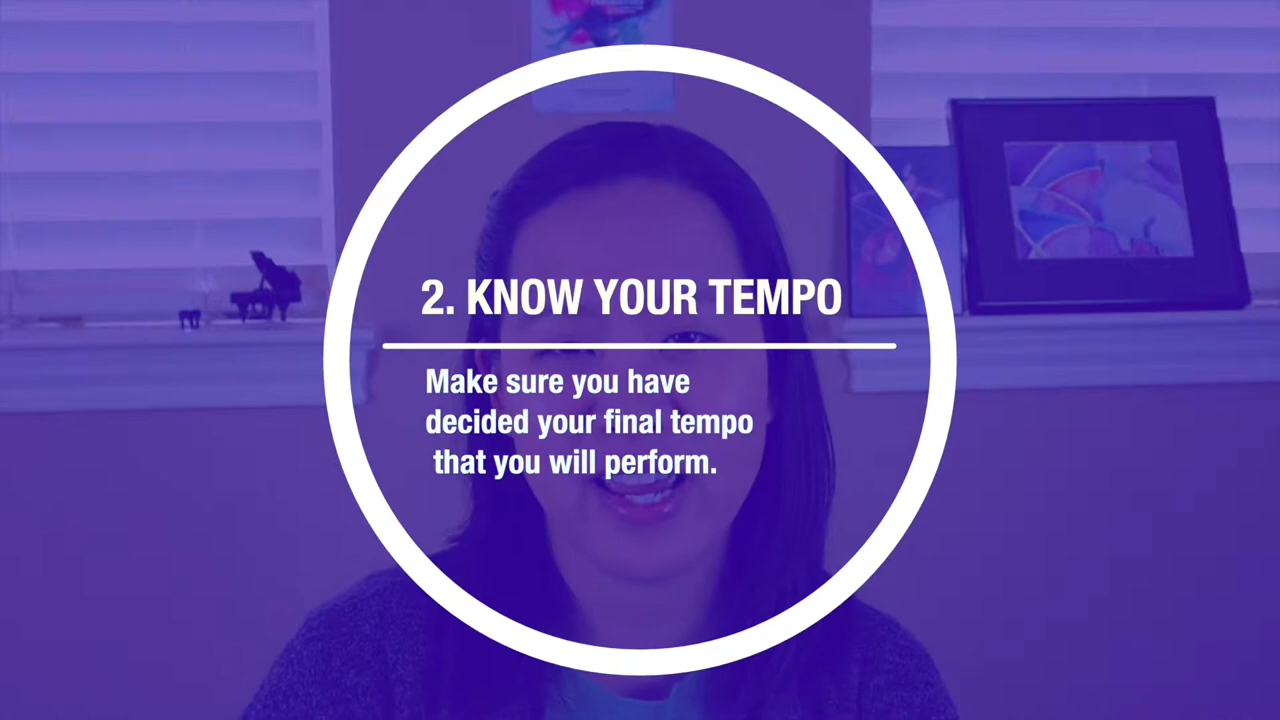 2. KNOW YOUR TEMPO
Make sure you have
decided your final tempo
that you will perform.